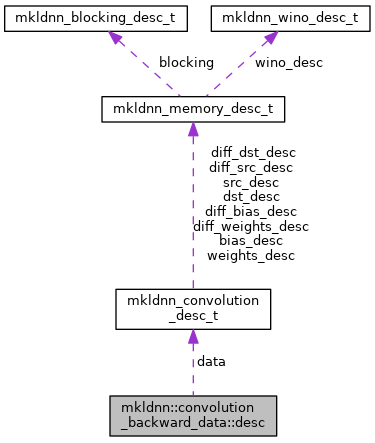 mkldnn_blocking_desc_t
mkldnn_wino_desc_t
blocking
wino_desc
mkldnn_memory_desc_t
diff_dst_desc
diff_src_desc
src_desc
dst_desc
diff_bias_desc
diff_weights_desc
bias_desc
weights_desc
mkldnn_convolution
_desc_t
data
mkldnn::convolution
_backward_data::desc